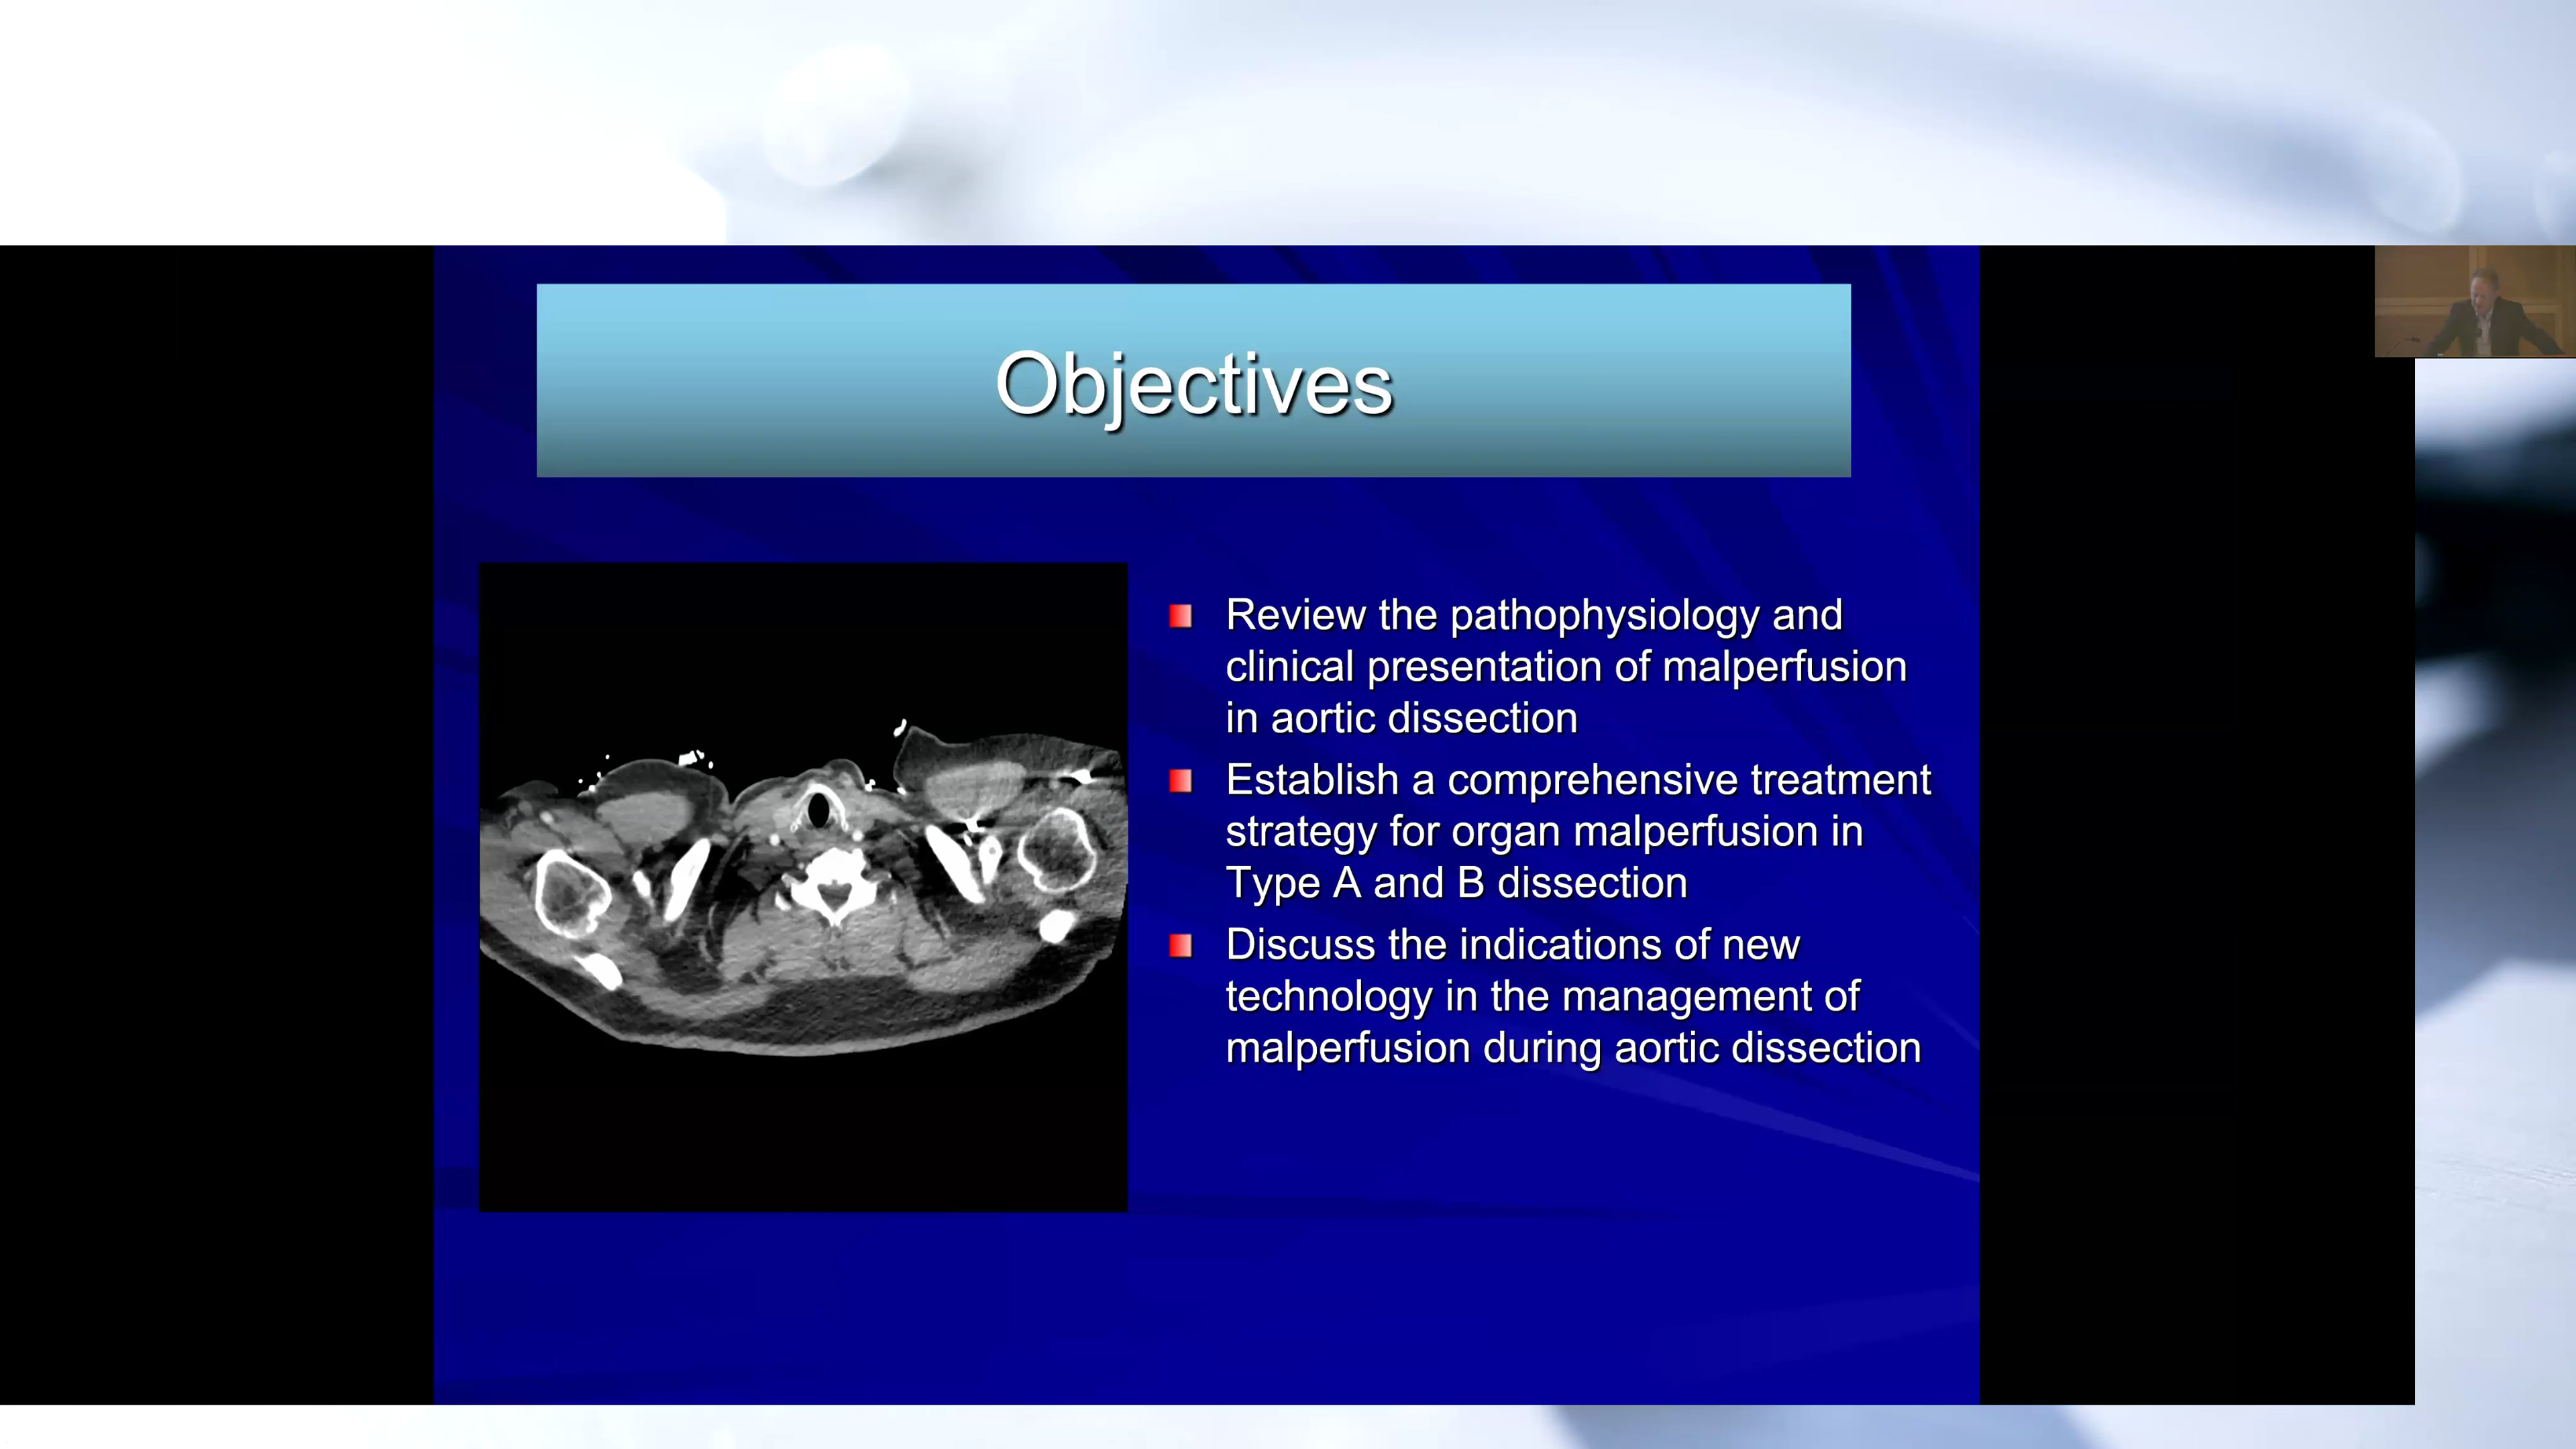 Objectives
Review the pathophysiology and
clinical presentation of malperfusion
in aortic dissection
Establish a comprehensive treatment
strategy for organ malperfusion in
Type A and B dissection
Discuss the indications of new
technology in the management of
malperfusion during aortic dissection